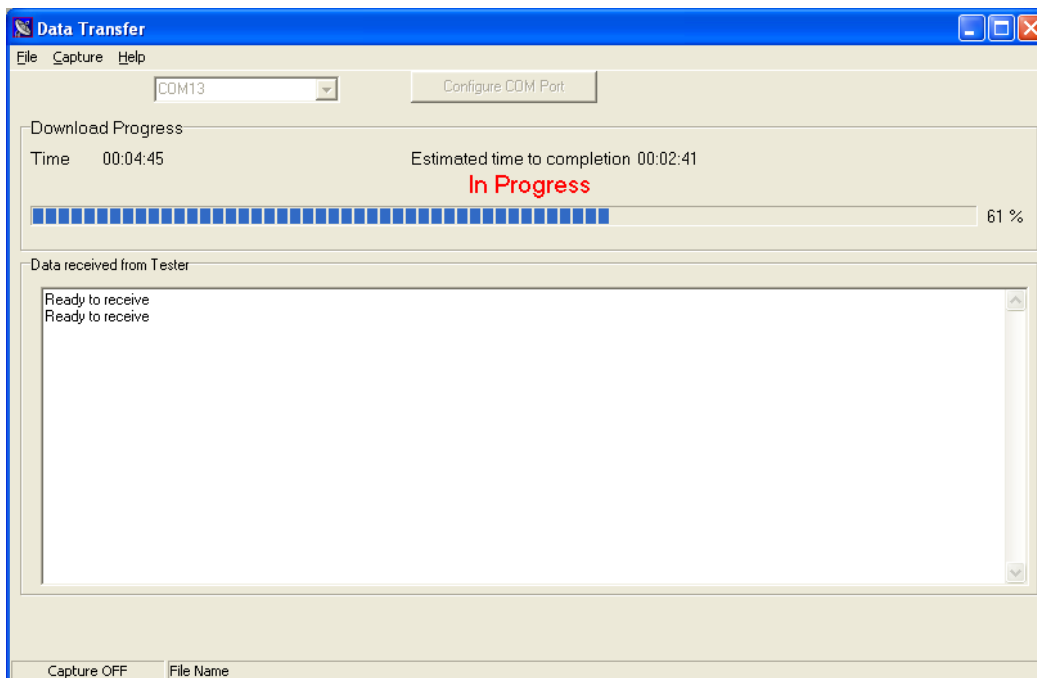 Data Transfer
File Capture Help
COM13 Configure COM Port
Download Progress
Time 00:04:45 Estimated time to completion 00:02:41
In Progress
61 %
Data received from Tester
Ready to receive
Ready to receive
Capture OFF File Name